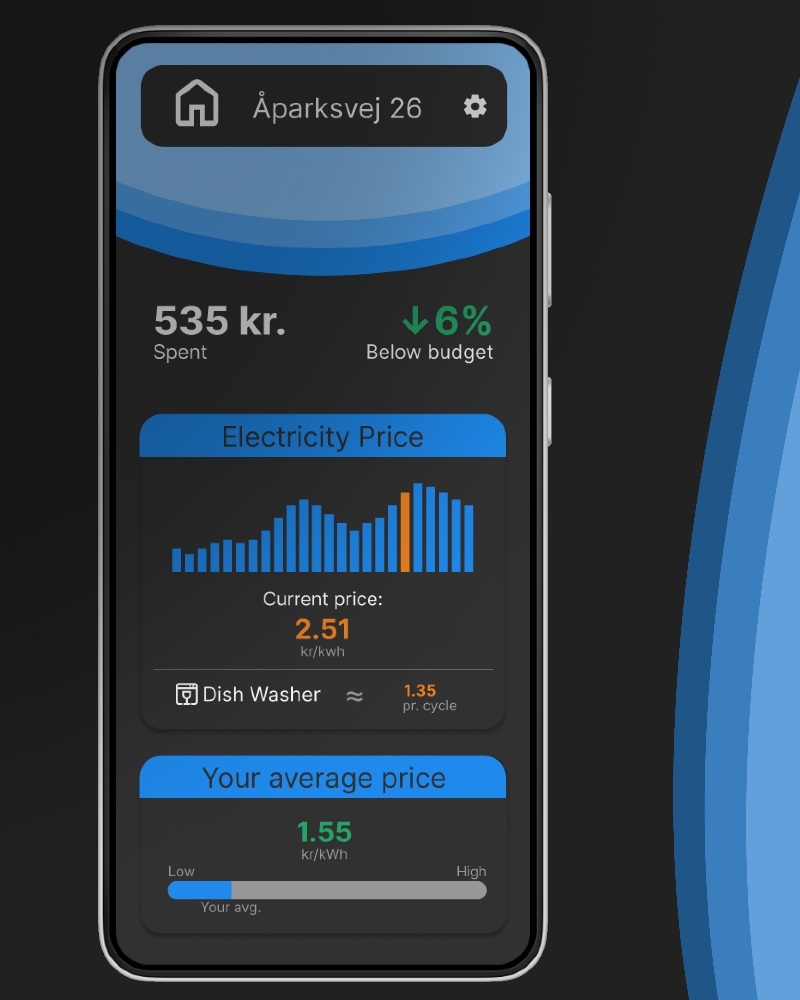 Åparksvej 26
535 kr.
↓6%
Spent
Below budget
Electricity Price
Current price:
2.51
kr/kwh
Dish Washer ≈ 1.35
pr. cycle
Your average price
1.55
kr/kWh
Low
High
Your avg.